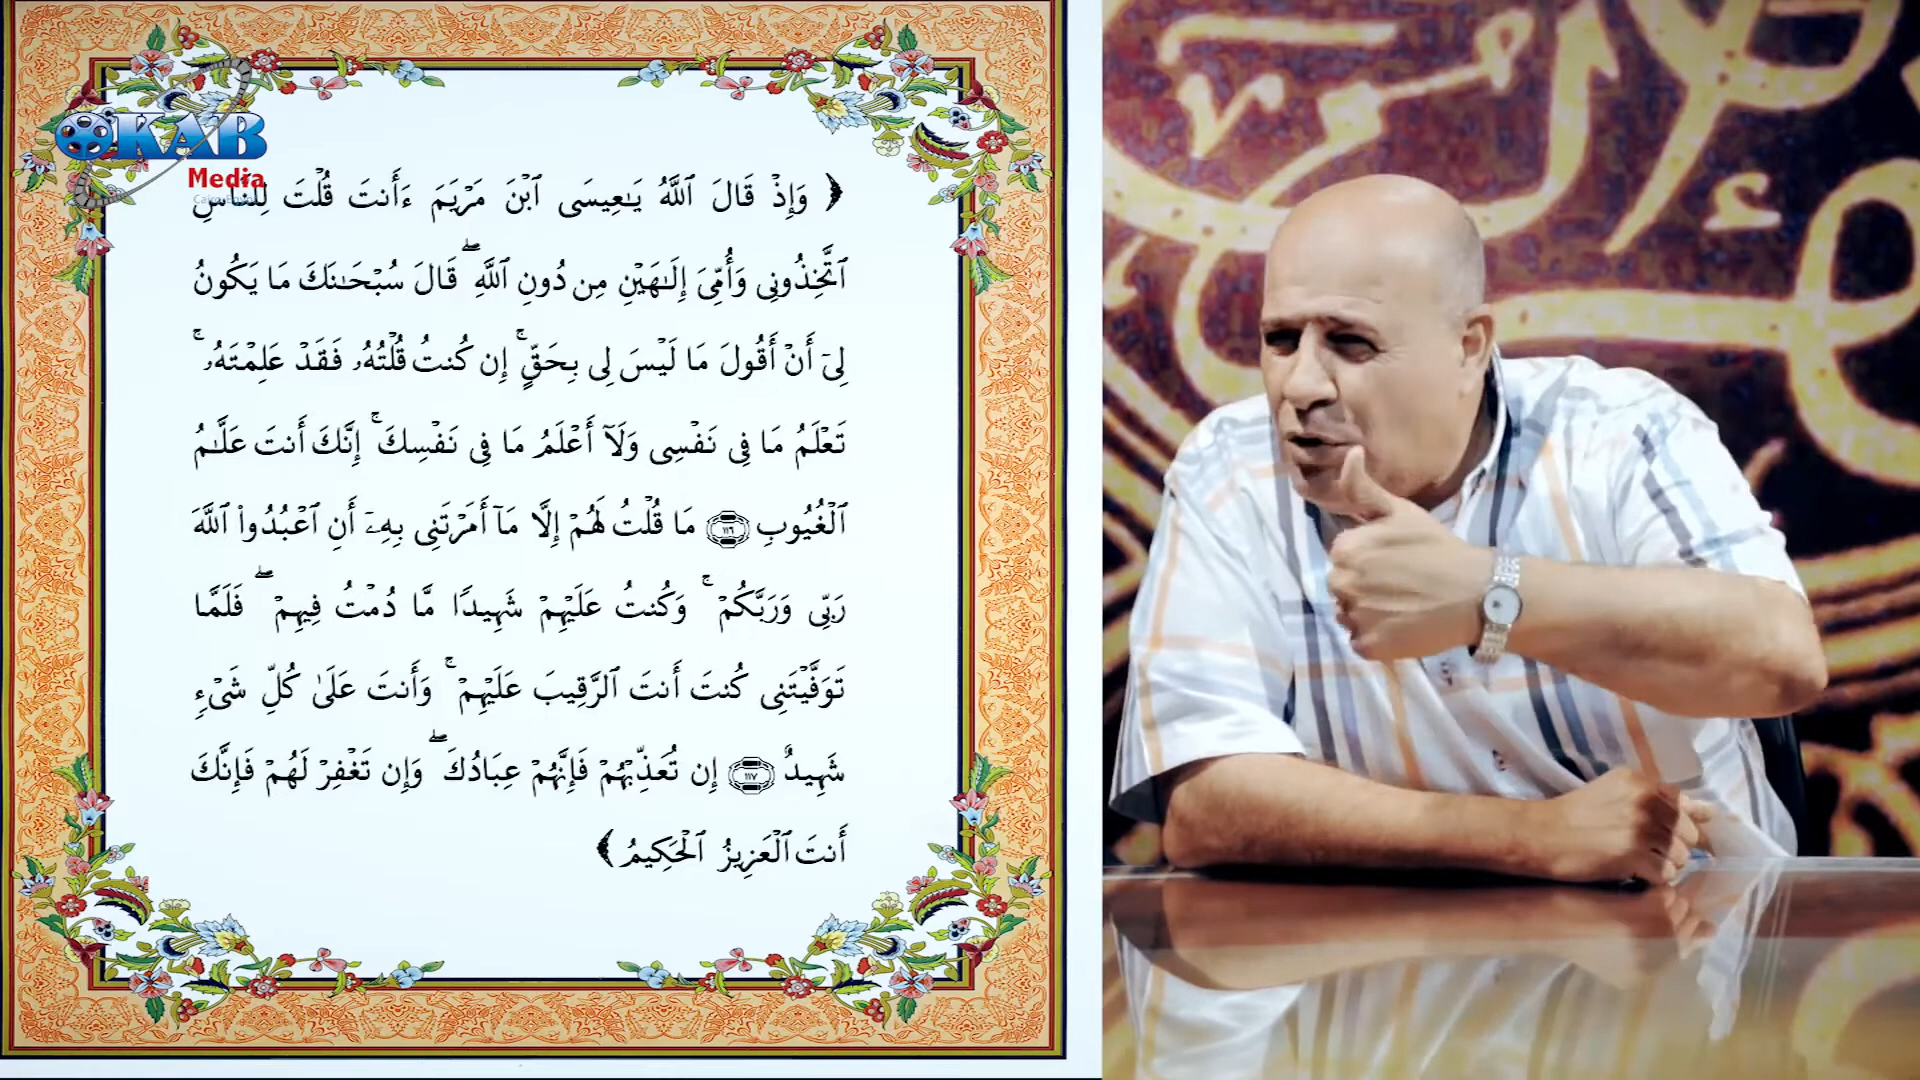 OKAB
Media
﴿ وَإِذْ قَالَ ٱللَّهُ يَـٰعِيسَى ٱبْنَ مَرْيَمَ ءَأَنتَ قُلْتَ لِلنَّاسِ
ٱتَّخِذُونِى وَأُمِّىَ إِلَـٰهَيْنِ مِن دُونِ ٱللَّهِ ۖ قَالَ سُبْحَـٰنَكَ مَا يَكُونُ
لِىٓ أَنْ أَقُولَ مَا لَيْسَ لِى بِحَقٍّ ۚ إِن كُنتُ قُلْتُهُۥ فَقَدْ عَلِمْتَهُۥ ۚ
تَعْلَمُ مَا فِى نَفْسِى وَلَآ أَعْلَمُ مَا فِى نَفْسِكَ ۚ إِنَّكَ أَنتَ عَلَّـٰمُ
ٱلْغُيُوبِ ١١٦ مَا قُلْتُ لَهُمْ إِلَّا مَآ أَمَرْتَنِى بِهِۦٓ أَنِ ٱعْبُدُوا۟ ٱللَّهَ
رَبِّى وَرَبَّكُمْ ۚ وَكُنتُ عَلَيْهِمْ شَهِيدًا مَّا دُمْتُ فِيهِمْ ۖ فَلَمَّا
تَوَفَّيْتَنِى كُنتَ أَنتَ ٱلرَّقِيبَ عَلَيْهِمْ ۚ وَأَنتَ عَلَىٰ كُلِّ شَىْءٍ
شَهِيدٌ ١١٧ إِن تُعَذِّبْهُمْ فَإِنَّهُمْ عِبَادُكَ ۖ وَإِن تَغْفِرْ لَهُمْ فَإِنَّكَ
أَنتَ ٱلْعَزِيزُ ٱلْحَكِيمُ ﴾